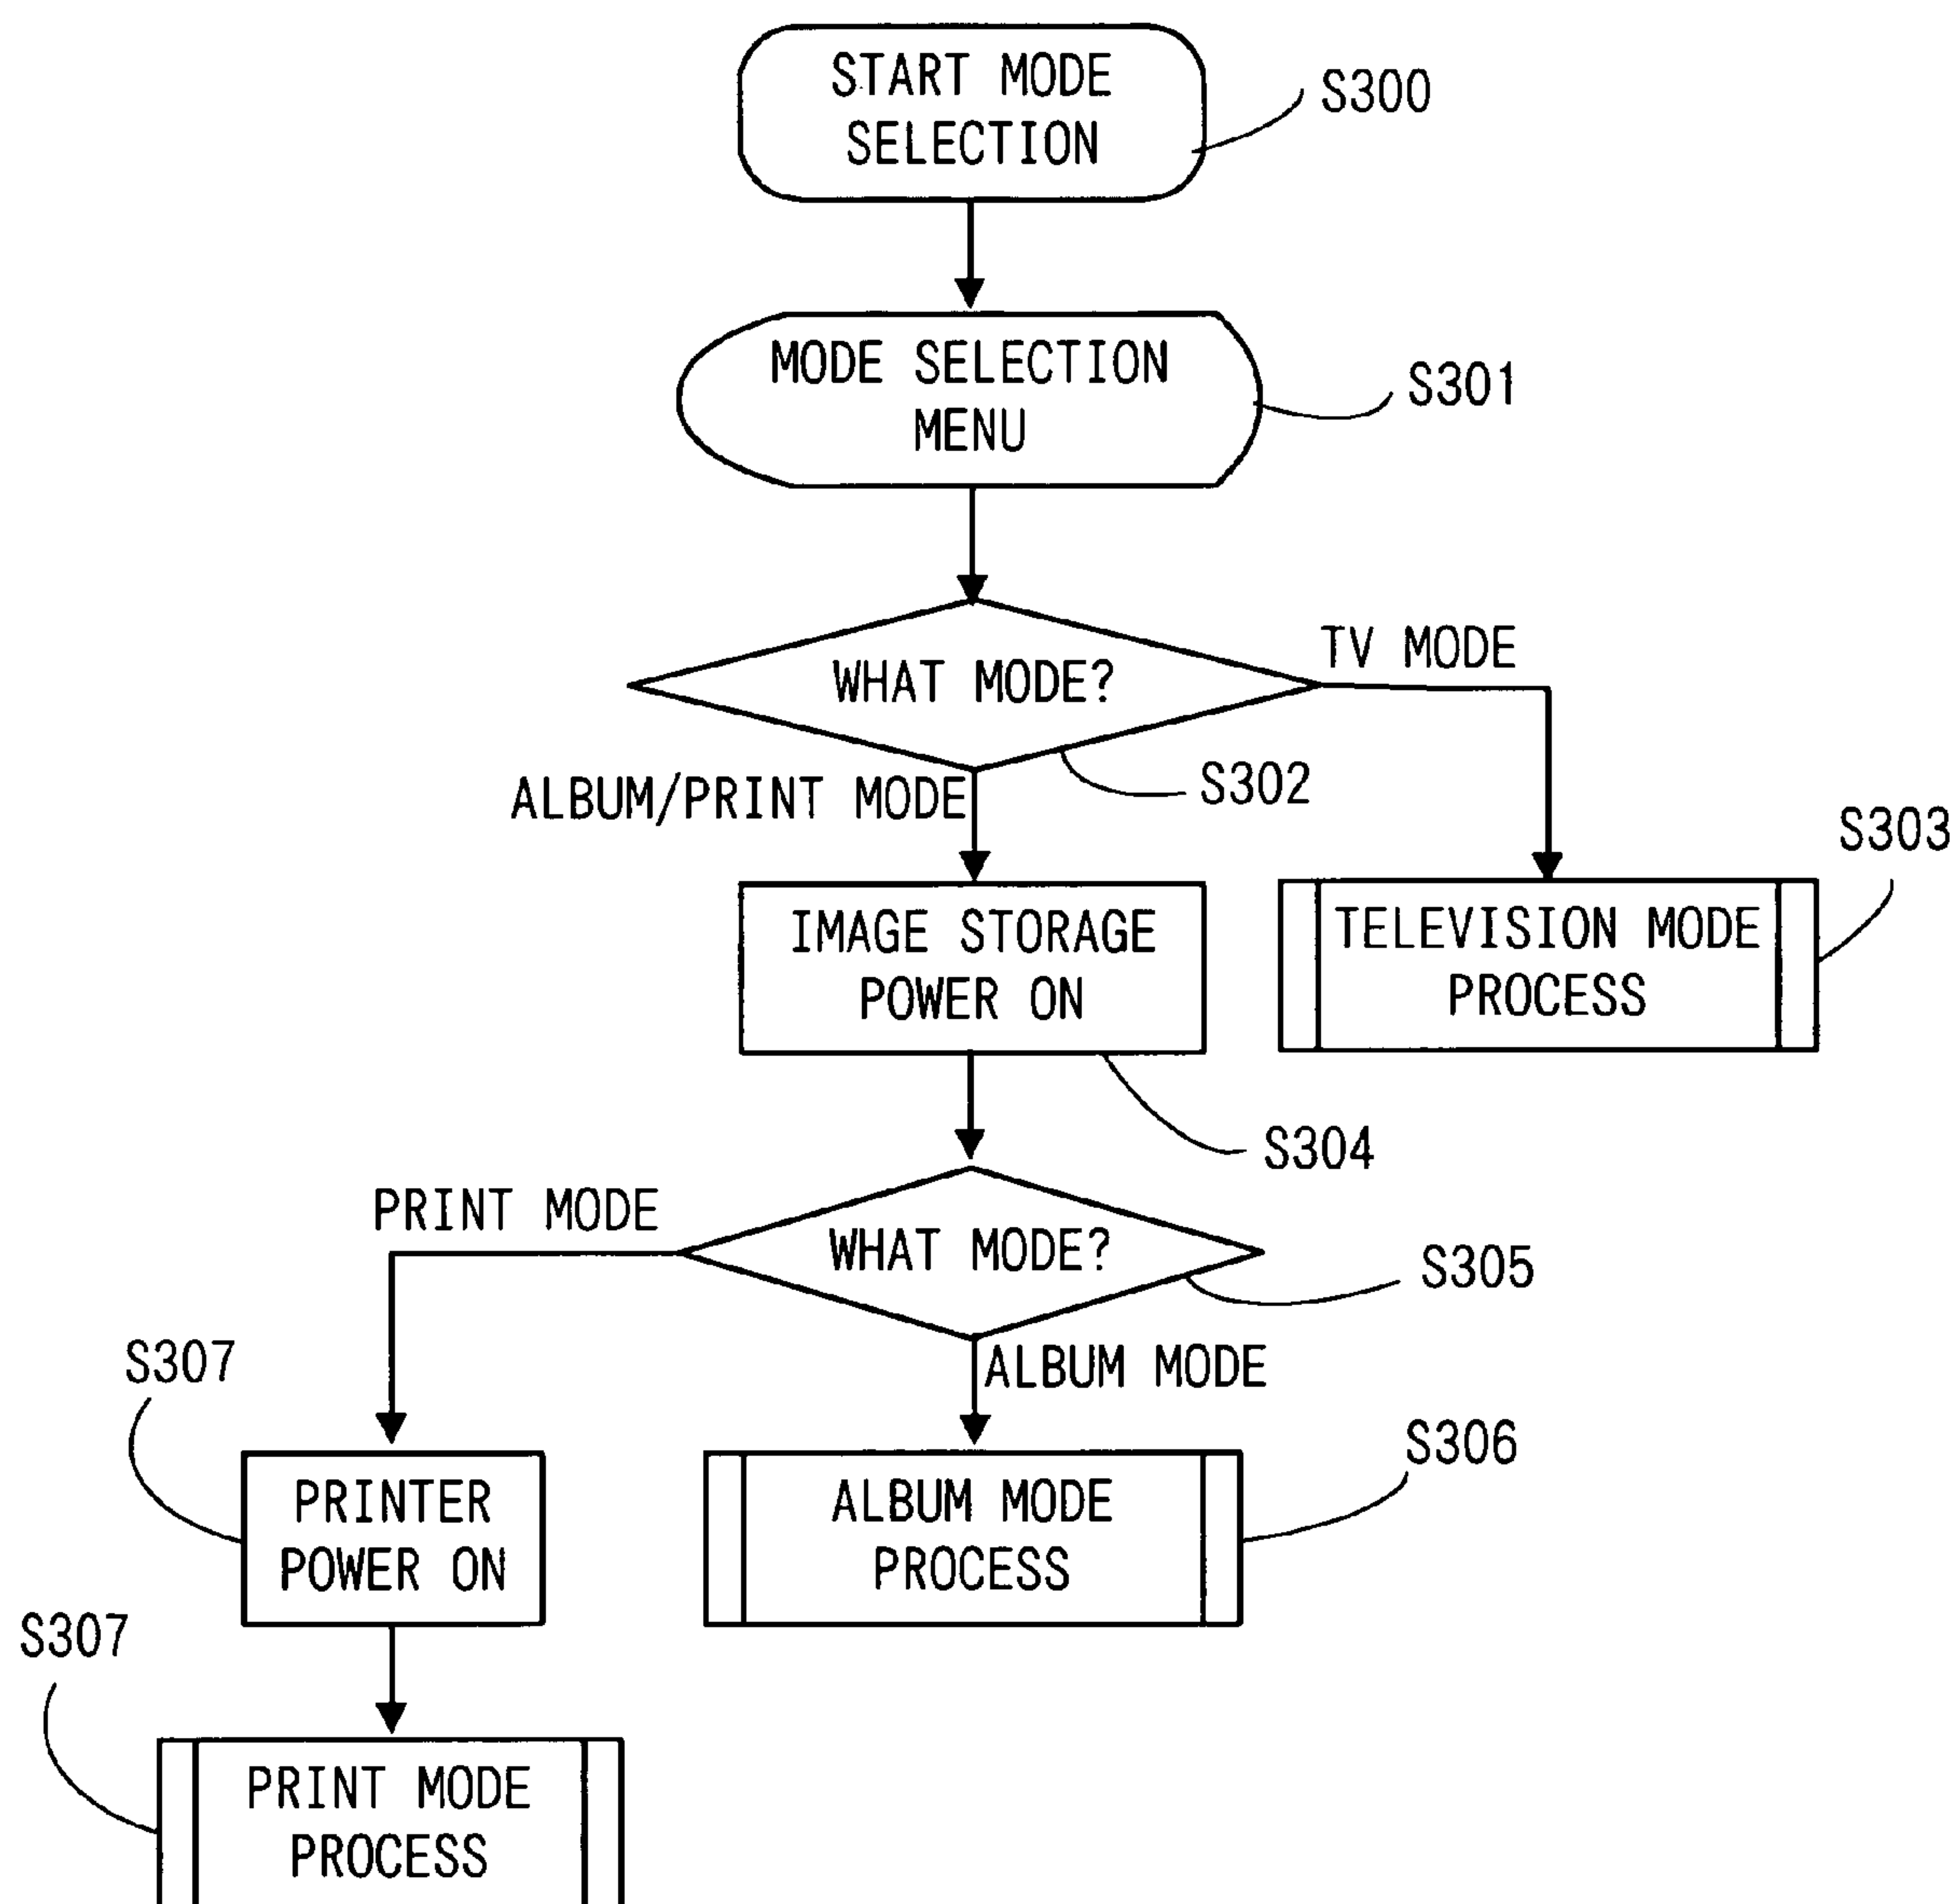 START MODE
SELECTION
S300
MODE SELECTION
MENU
S301
WHAT MODE?
TV MODE
S302
ALBUM/PRINT MODE
S303
IMAGE STORAGE
POWER ON
TELEVISION MODE
PROCESS
S304
PRINT MODE
WHAT MODE?
S305
ALBUM MODE
S307
PRINTER
POWER ON
ALBUM MODE
PROCESS
S306
S307
PRINT MODE
PROCESS